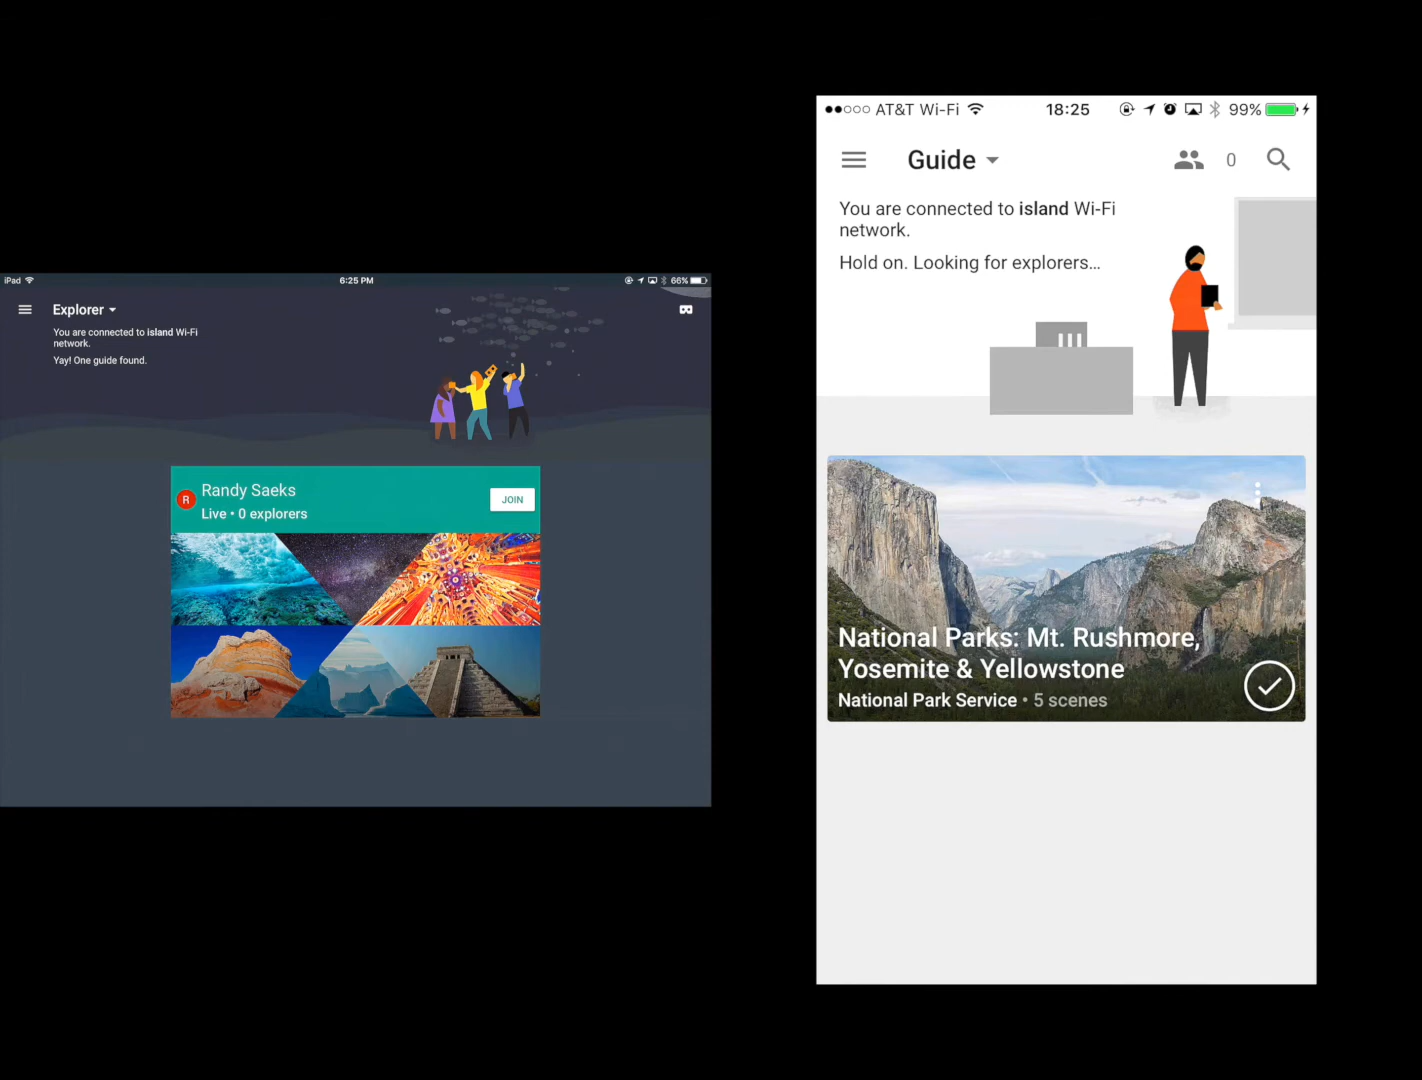 iPad
6:25 PM
66%
Explorer
You are connected to island Wi-Fi
network.
Yay! One guide found.
R
Randy Saeks
Live • 0 explorers
JOIN
AT&T Wi-Fi
18:25
99%
Guide
0
You are connected to island Wi-Fi
network.
Hold on. Looking for explorers...
National Parks: Mt. Rushmore,
Yosemite & Yellowstone
National Park Service • 5 scenes